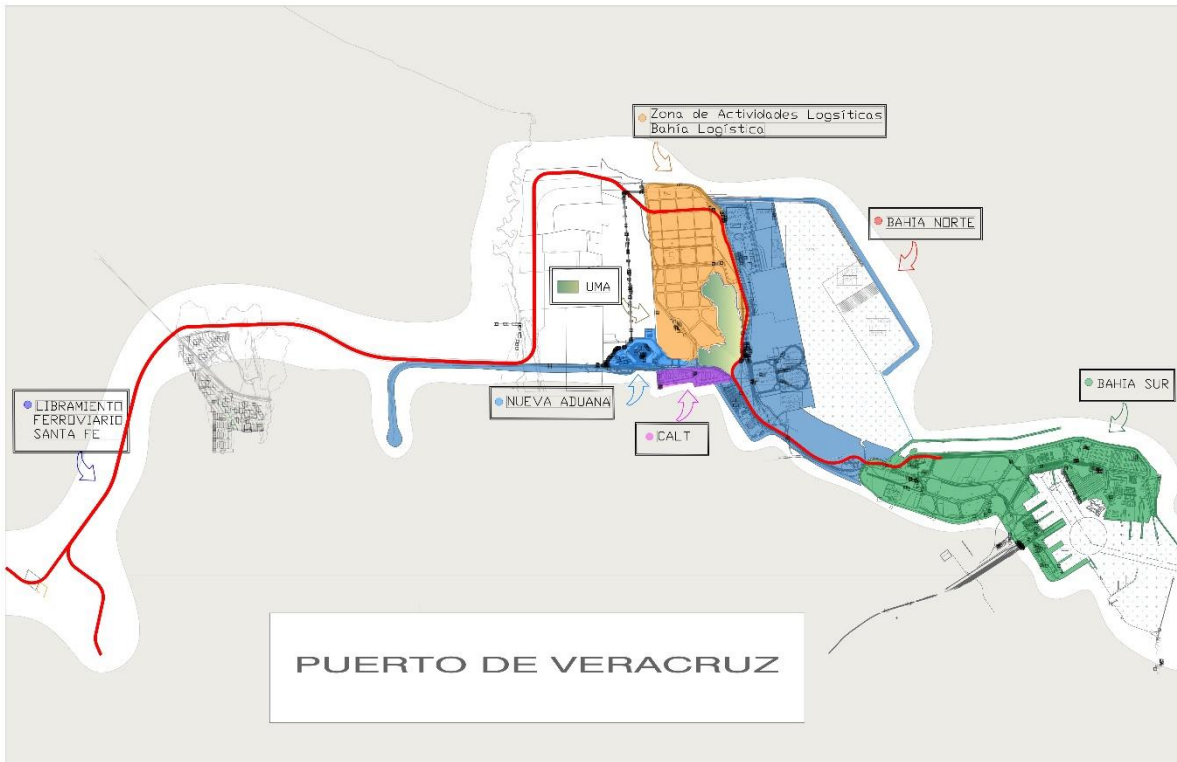 Zona de Actividades Logsíticas
Bahía Logística
BAHIA NORTE
UMA
LIBRAMIENTO
FERROVIARIO
SANTA FE
NUEVA ADUANA
CALT
BAHIA SUR
PUERTO DE VERACRUZ